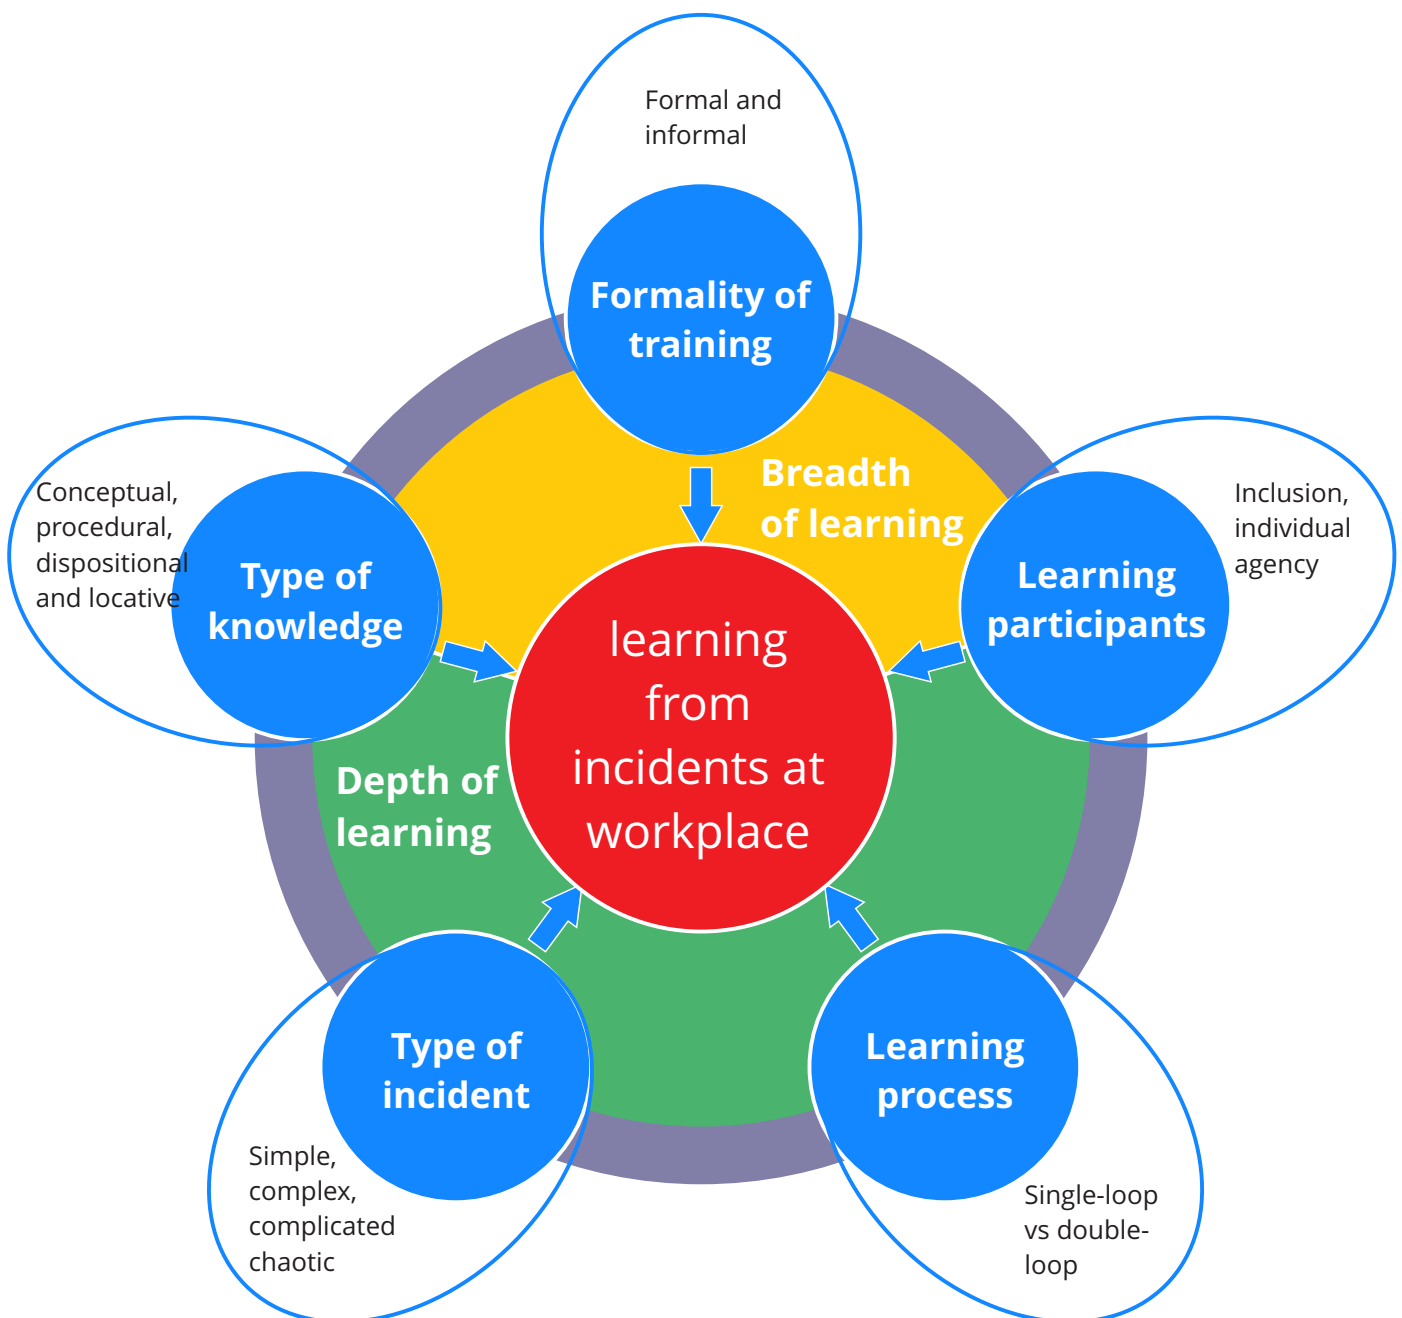 Formal and
informal
Formality of
training
Breadth
of learning
Conceptual,
procedural,
dispositional
and locative
Type of
knowledge
Inclusion,
individual
agency
Learning
participants
learning
from
incidents at
workplace
Depth of
learning
Type of
incident
Simple,
complex,
complicated
chaotic
Learning
process
Single-loop
vs double-
loop